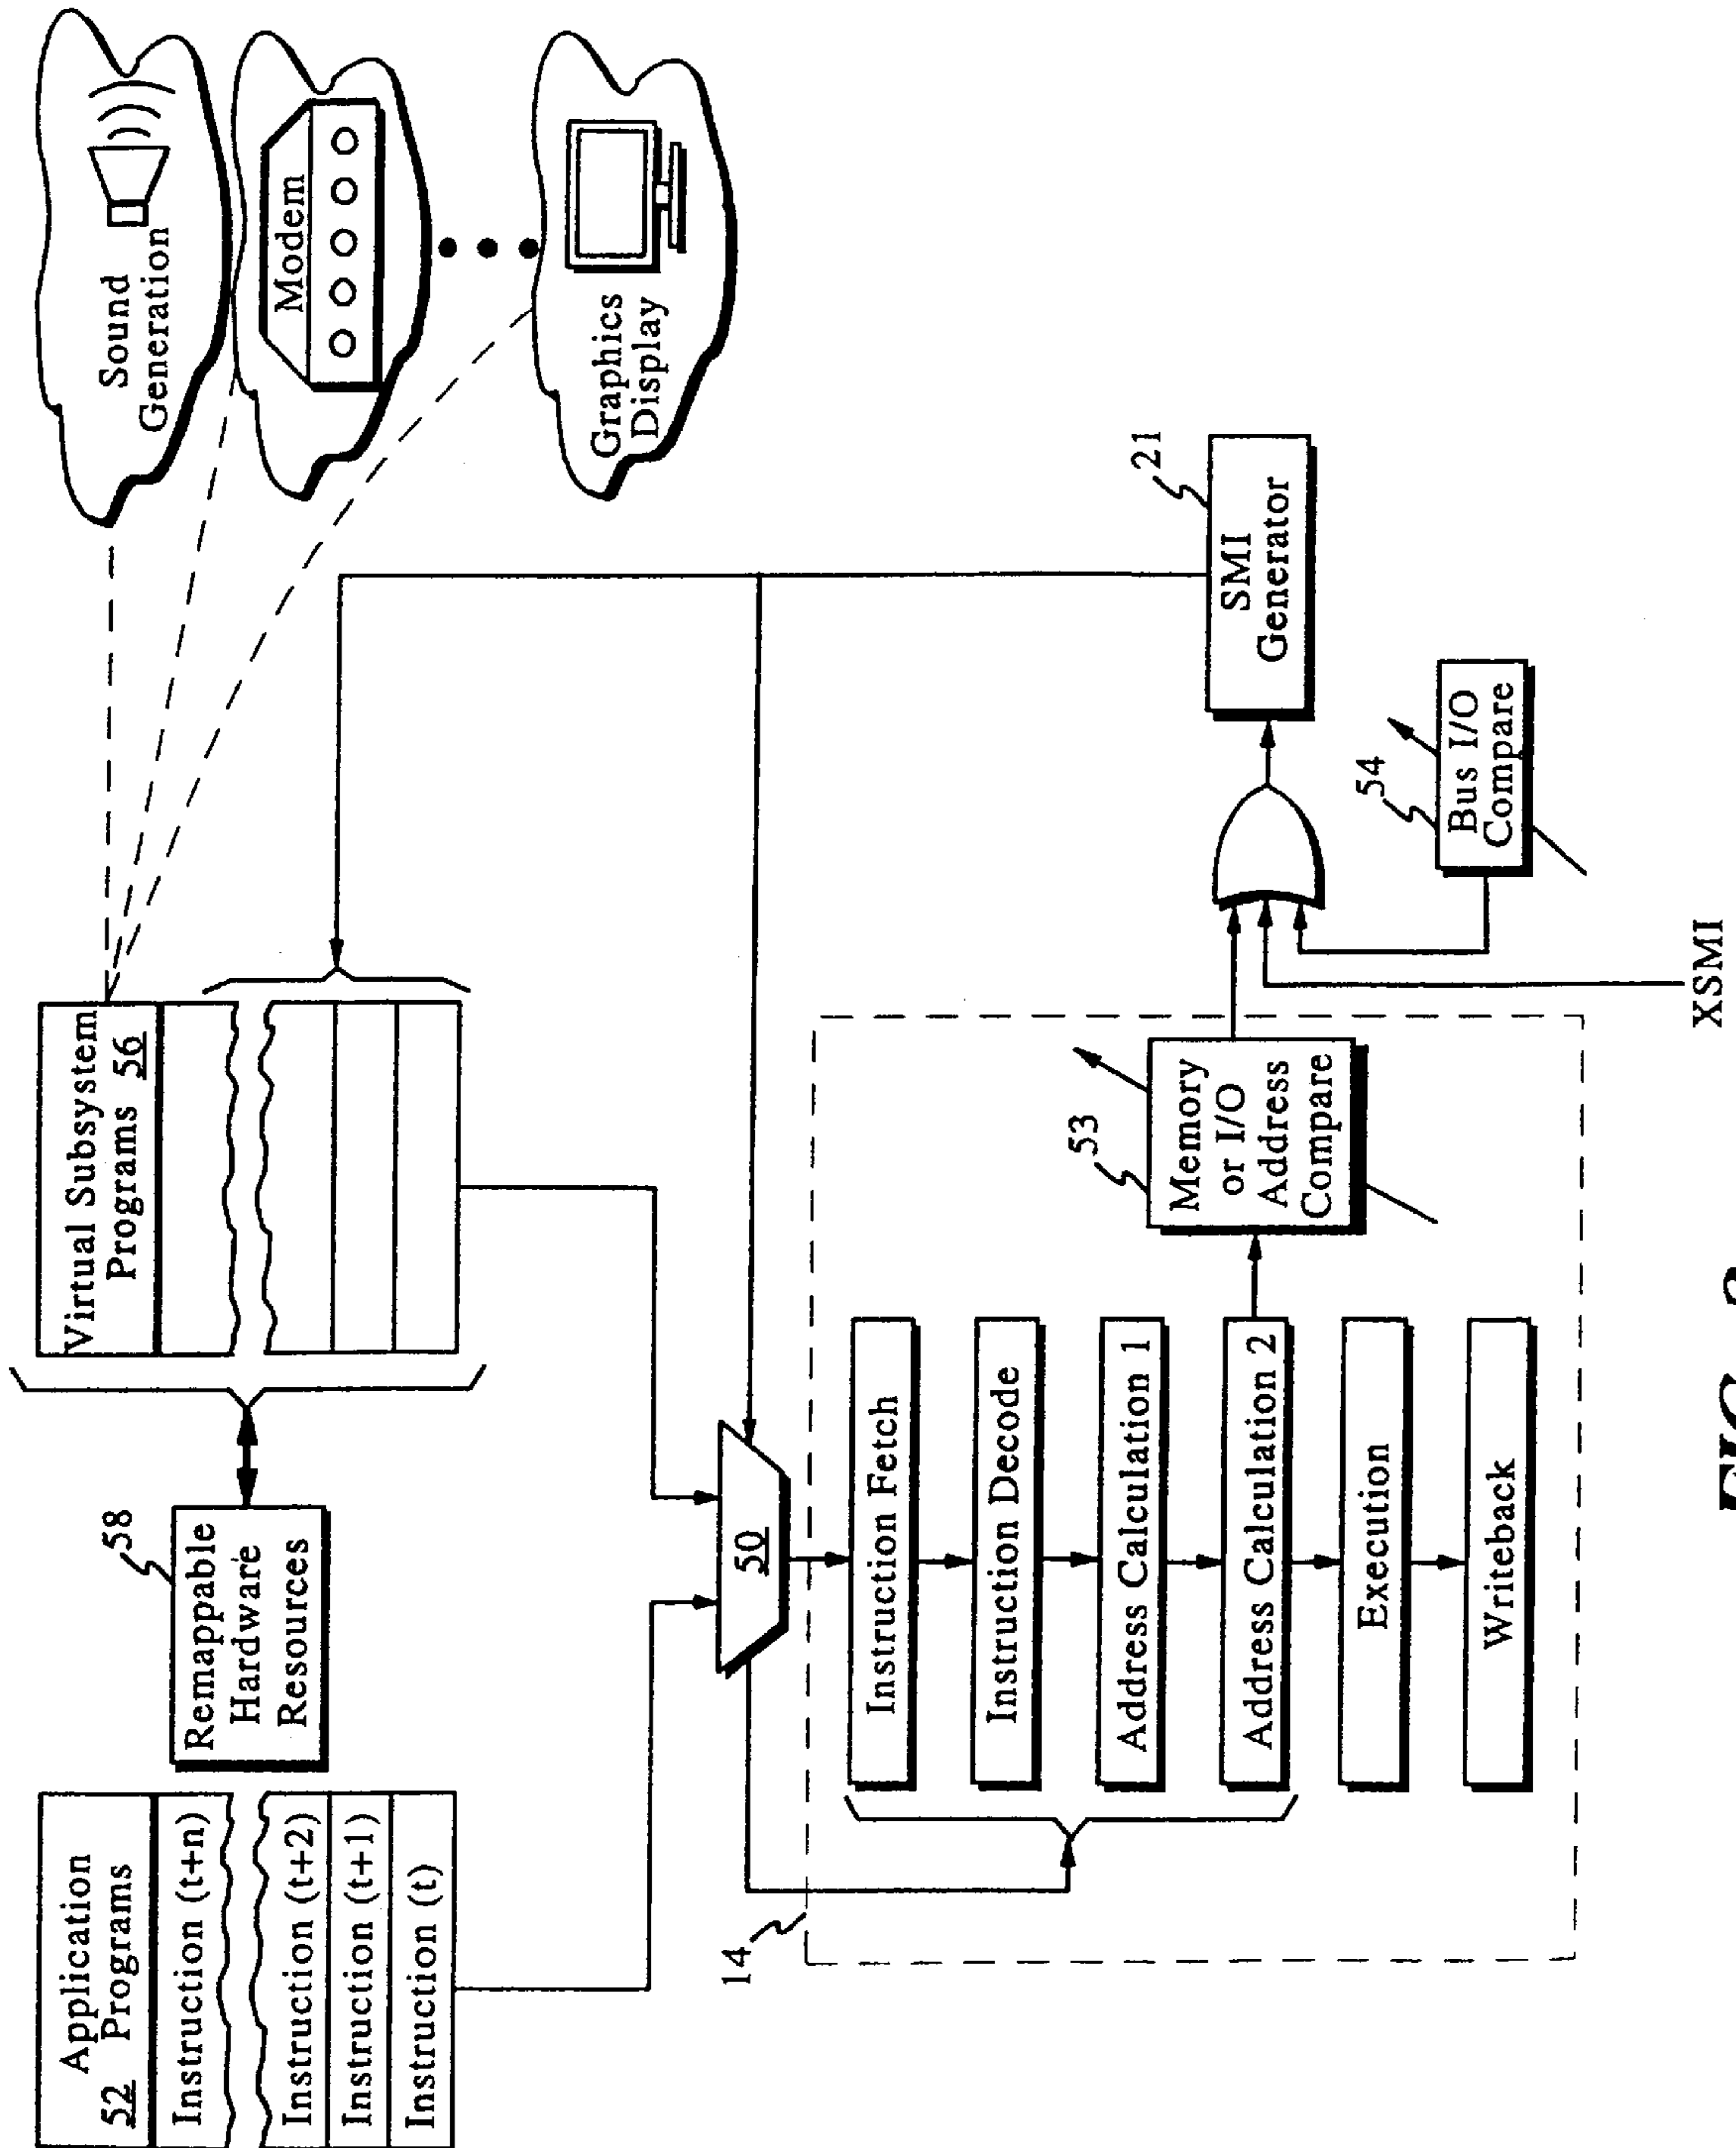 Application
52 Programs
Instruction (t+n)
Instruction (t+2)
Instruction (t+1)
Instruction (t)
58
Remappable
Hardware
Resources
Virtual Subsystem
Programs 56
Sound
Generation
Modem
Graphics
Display
50
14
Instruction Fetch
Instruction Decode
Address Calculation 1
Address Calculation 2
Execution
Writeback
53
Memory
or I/O
Address
Compare
21
SMI
Generator
54
Bus I/O
Compare
XSMI
FIG.